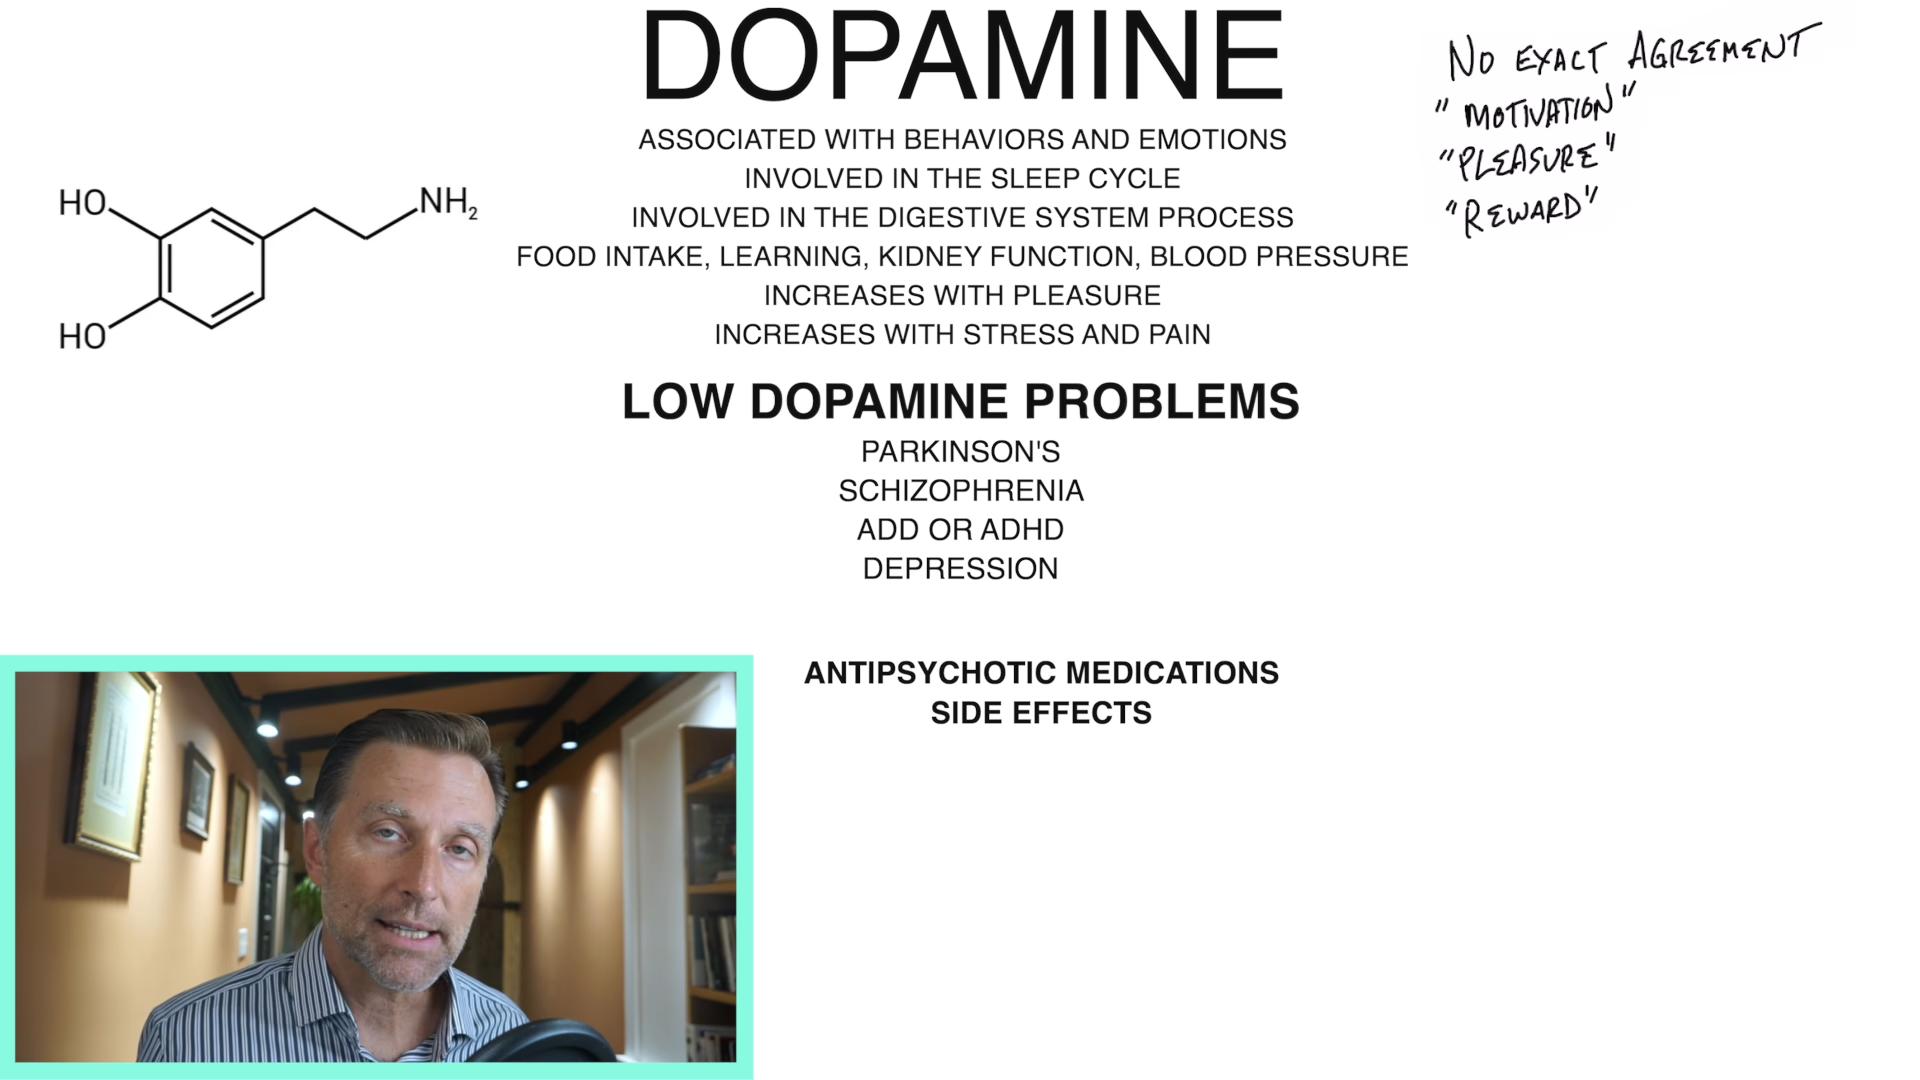 DOPAMINE
ASSOCIATED WITH BEHAVIORS AND EMOTIONS
INVOLVED IN THE SLEEP CYCLE
INVOLVED IN THE DIGESTIVE SYSTEM PROCESS
FOOD INTAKE, LEARNING, KIDNEY FUNCTION, BLOOD PRESSURE
INCREASES WITH PLEASURE
INCREASES WITH STRESS AND PAIN
NO EXACT AGREEMENT
"MOTIVATION"
"PLEASURE"
"REWARD"
HO
NH₂
HO
LOW DOPAMINE PROBLEMS
PARKINSON'S
SCHIZOPHRENIA
ADD OR ADHD
DEPRESSION
ANTIPSYCHOTIC MEDICATIONS
SIDE EFFECTS